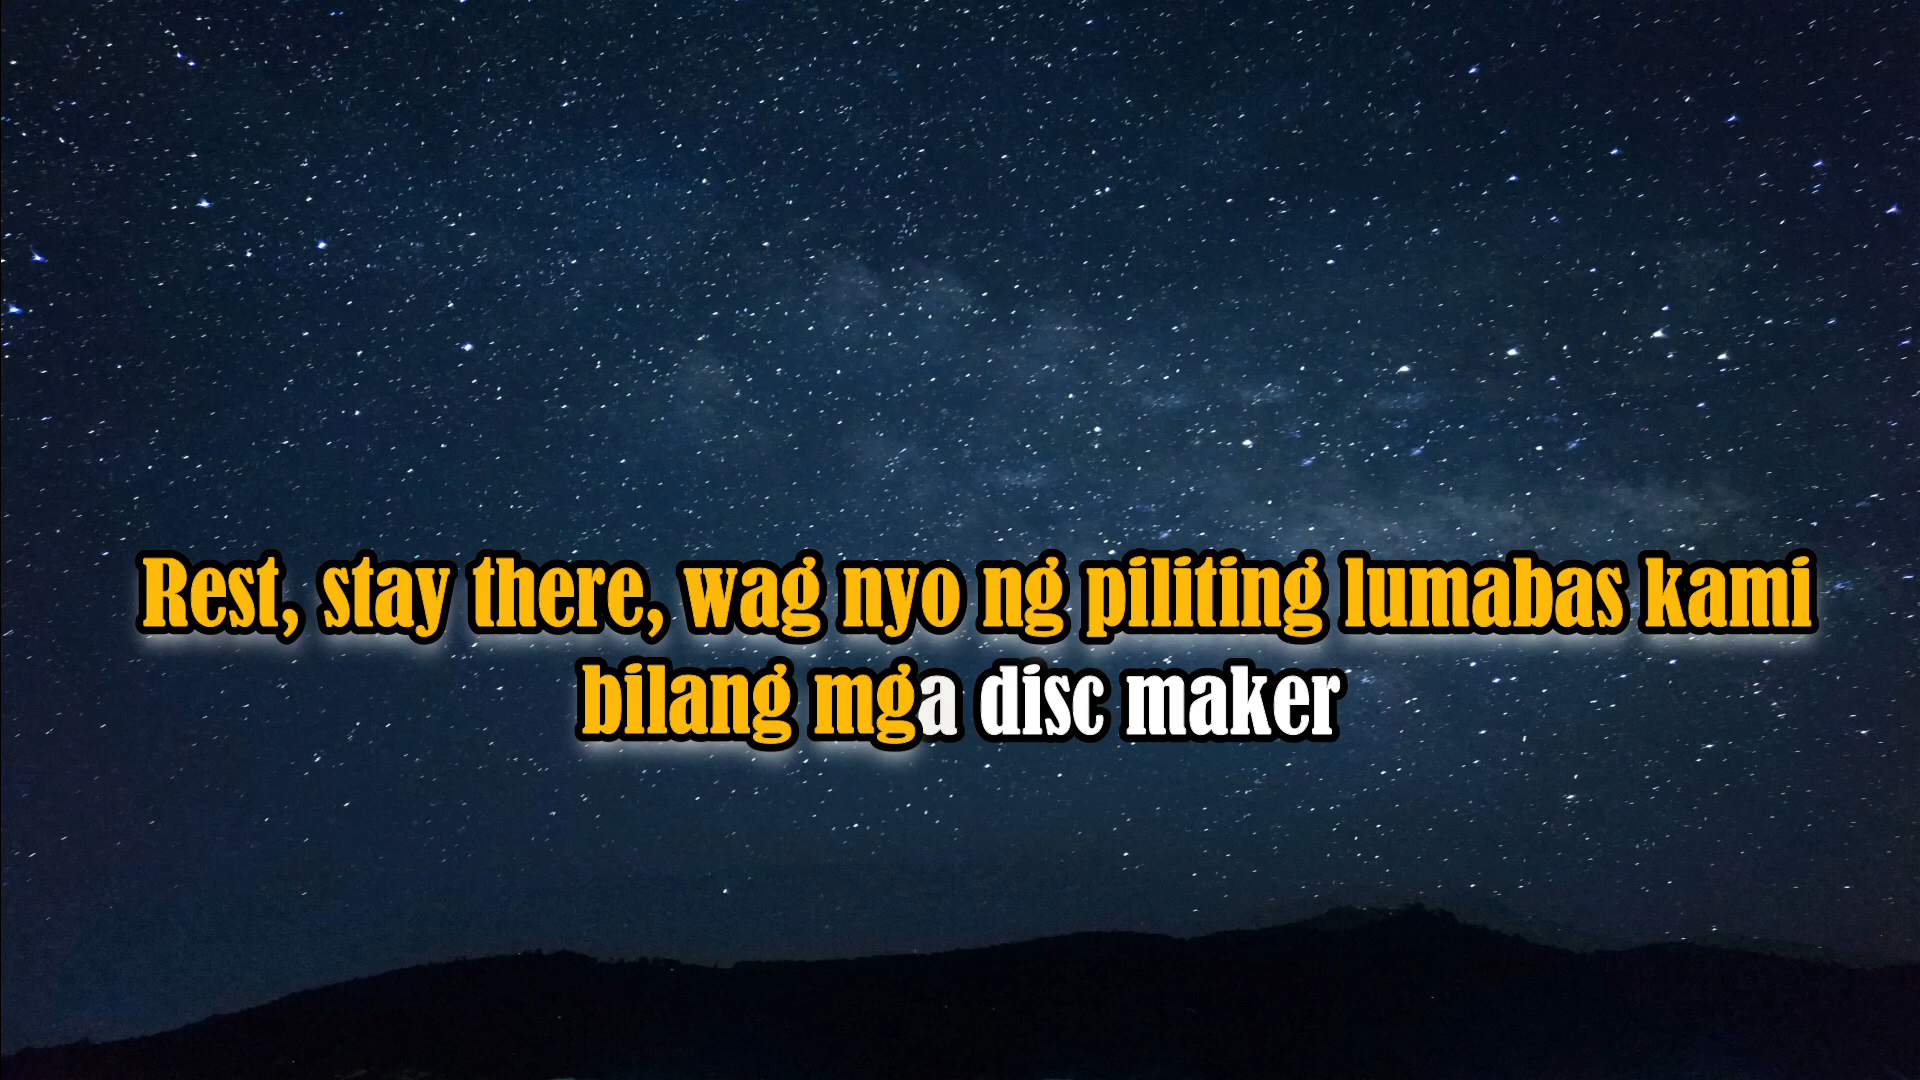 Rest, stay there, wag nyo ng piliting lumabas kami
bilang mga disc maker